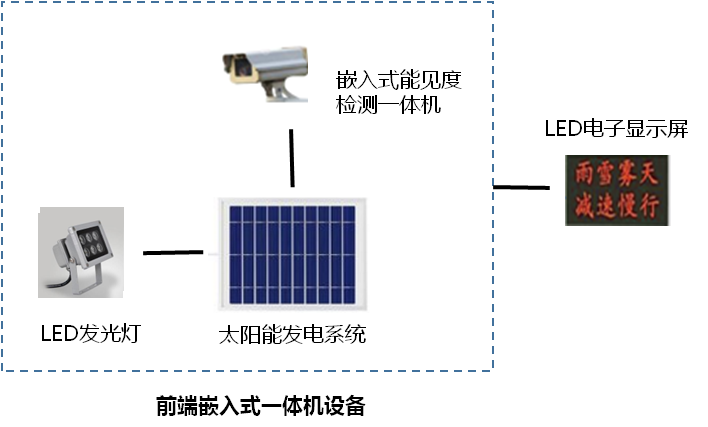 嵌入式能见度
检测一体机
LED电子显示屏
雨雪雾天
减速慢行
LED发光灯
太阳能发电系统
前端嵌入式一体机设备